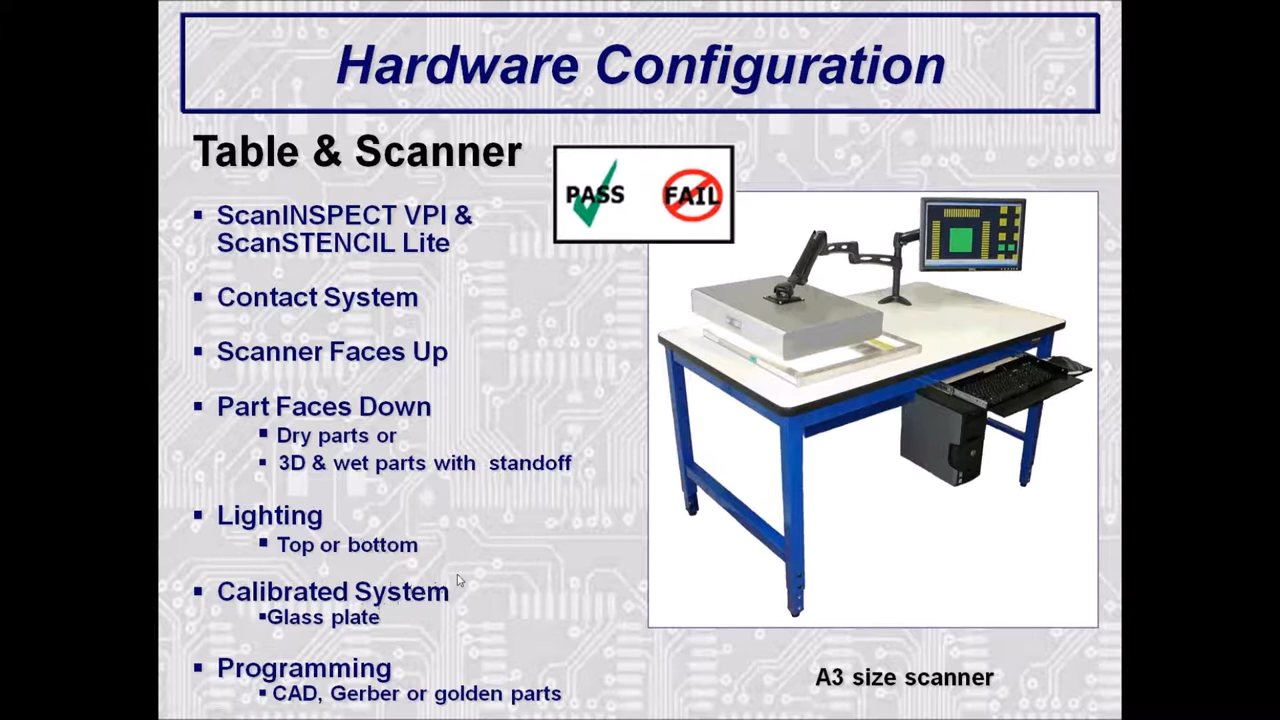 Hardware Configuration
Table & Scanner
PASS FAIL
ScanINSPECT VPI &
ScanSTENCIL Lite
Contact System
Scanner Faces Up
Part Faces Down
Dry parts or
3D & wet parts with standoff
Lighting
Top or bottom
Calibrated System
Glass plate
Programming
CAD, Gerber or golden parts
A3 size scanner